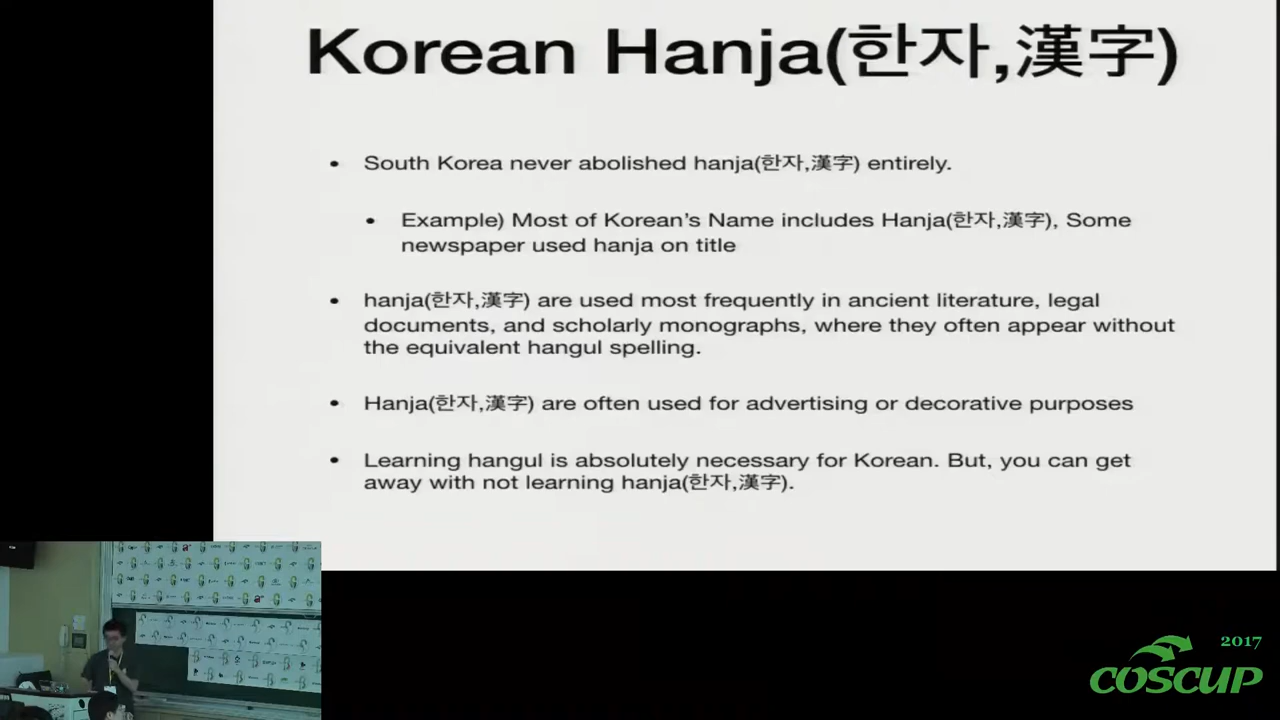 Korean Hanja(한자,漢字)
• South Korea never abolished hanja(한자,漢字) entirely.
• Example) Most of Korean's Name includes Hanja(한자,漢字), Some
newspaper used hanja on title
• hanja(한자,漢字) are used most frequently in ancient literature, legal
documents, and scholarly monographs, where they often appear without
the equivalent hangul spelling.
• Hanja(한자,漢字) are often used for advertising or decorative purposes
• Learning hangul is absolutely necessary for Korean. But, you can get
away with not learning hanja(한자,漢字).
2017
COSCUP